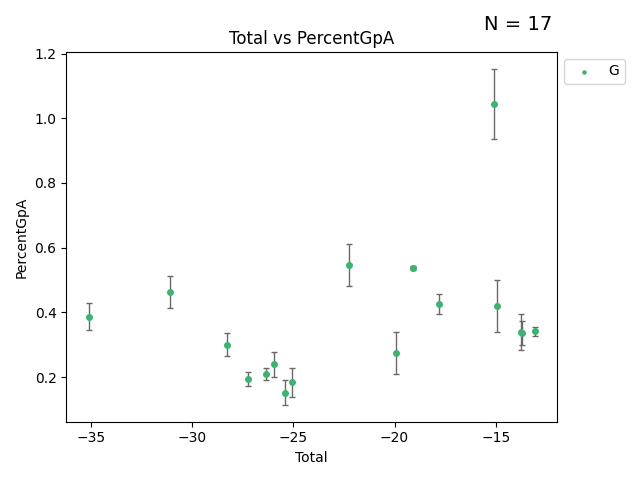 N = 17
Total vs PercentGpA
G
PercentGpA
1.2
1.0
0.8
0.6
0.4
0.2
−35
−30
−25
−20
−15
Total